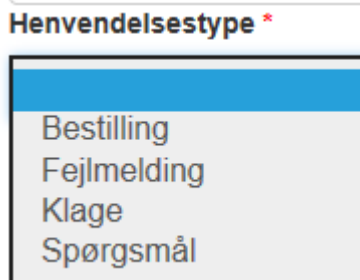 Henvendelsestype *
Bestilling
Fejlmelding
Klage
Spørgsmål